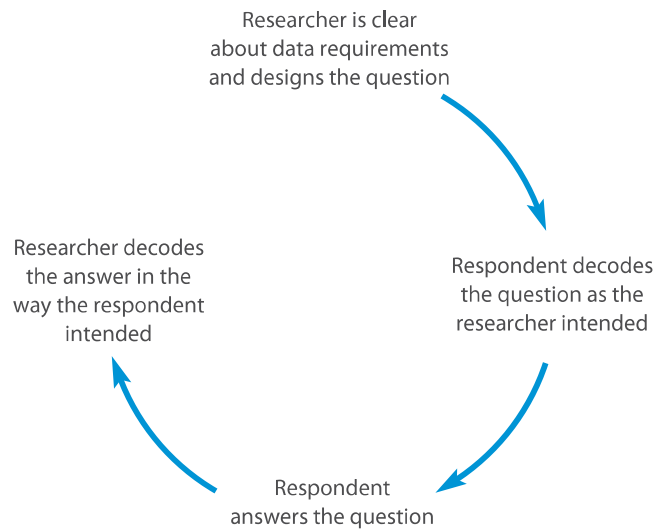 Researcher is clear
about data requirements
and designs the question
Respondent decodes
the question as the
researcher intended
Respondent
answers the question
Researcher decodes
the answer in the
way the respondent
intended